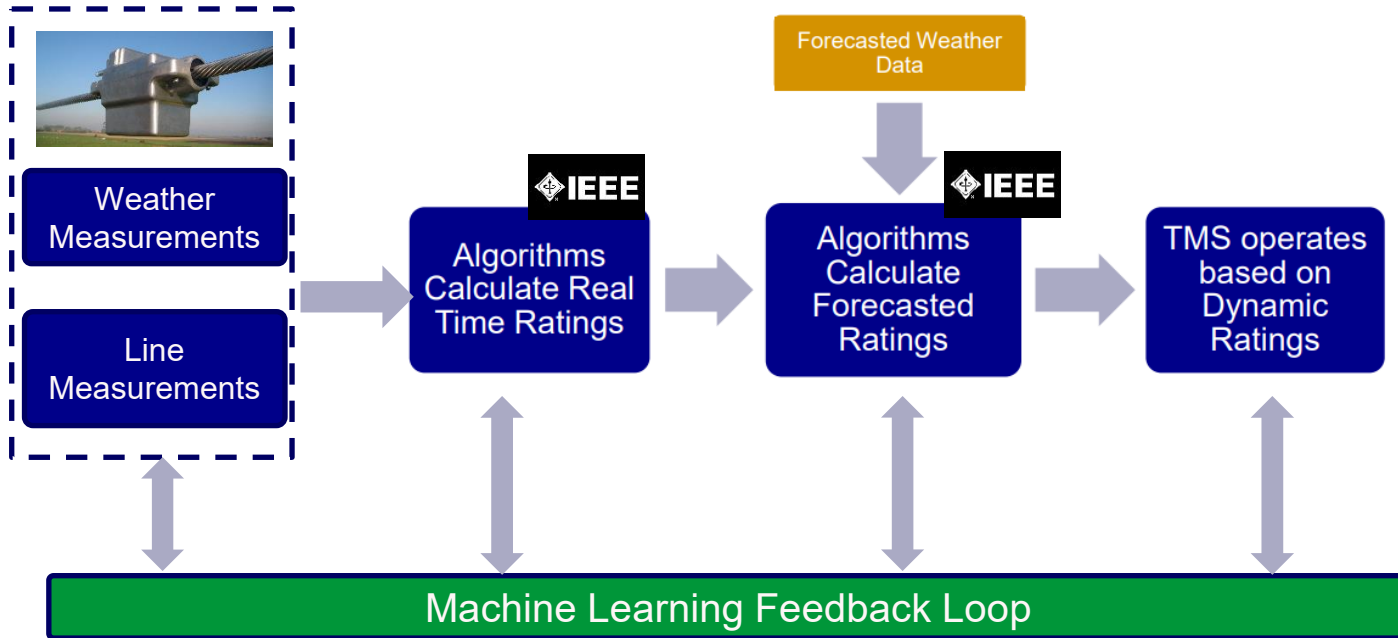 Forecasted Weather
Data
Weather
Measurements
Line
Measurements
IEEE
Algorithms
Calculate Real
Time Ratings
IEEE
Algorithms
Calculate
Forecasted
Ratings
TMS operates
based on
Dynamic
Ratings
Machine Learning Feedback Loop